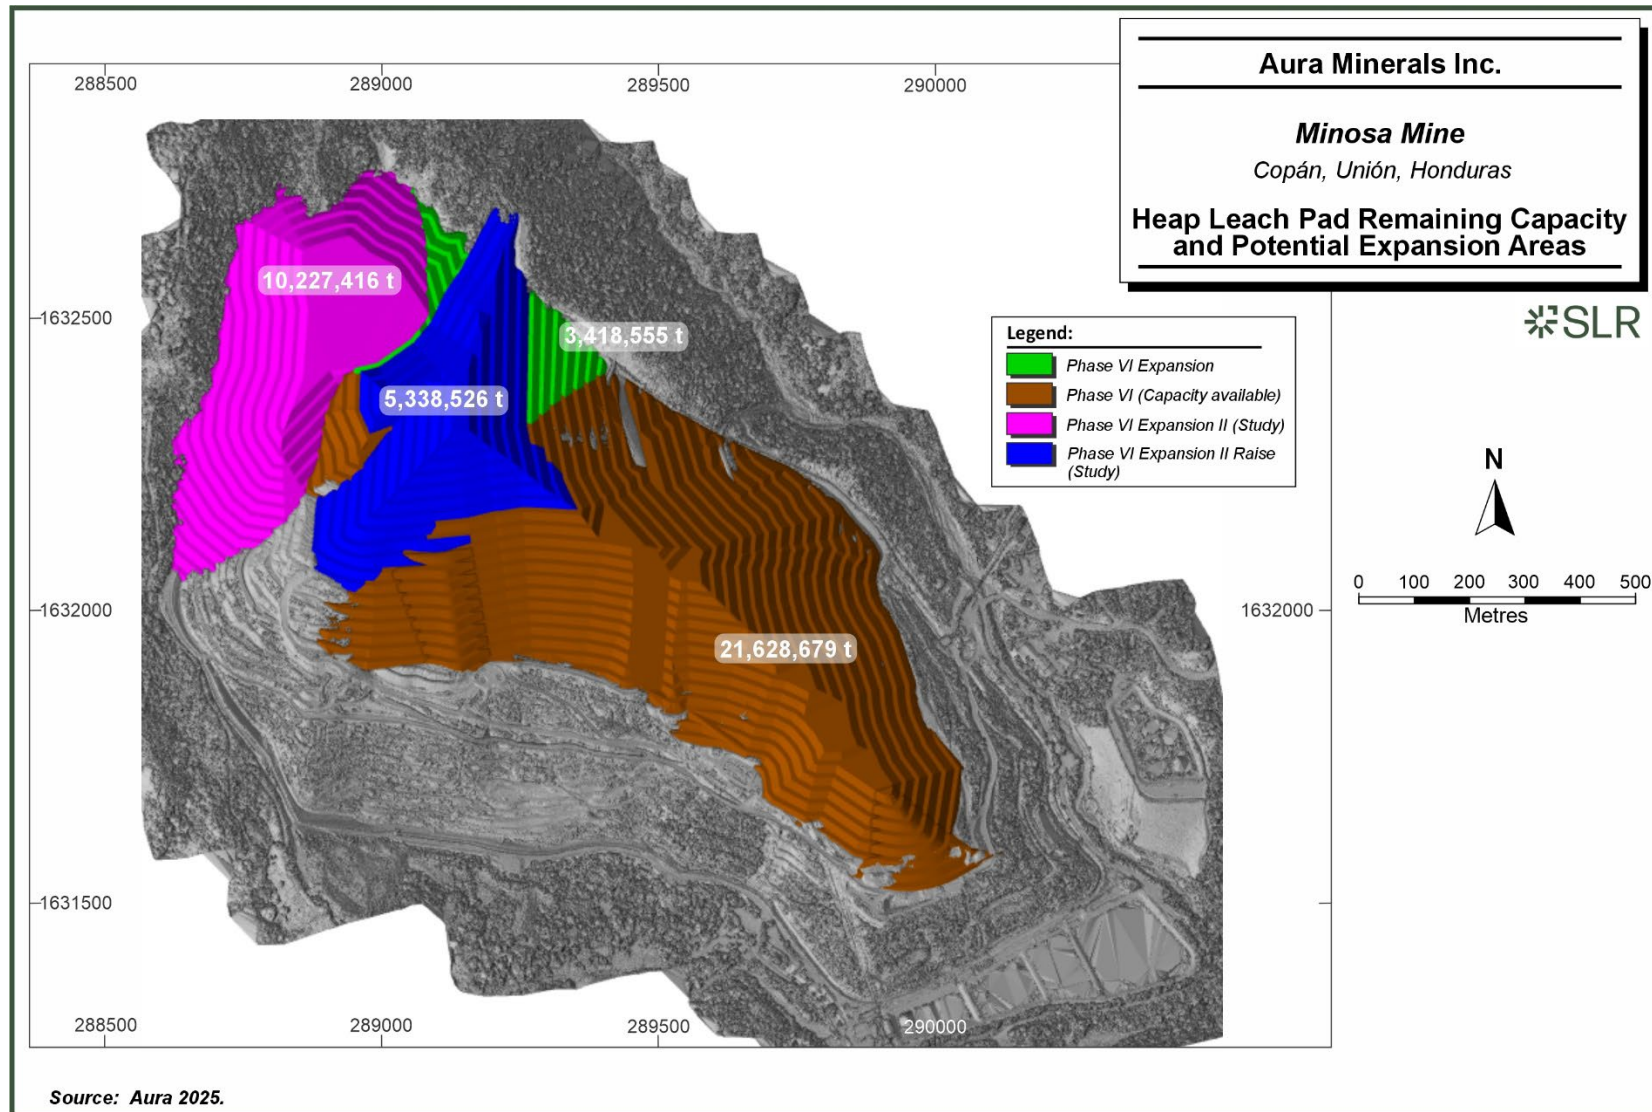 Aura Minerals Inc.
Minosa Mine
Copán, Unión, Honduras
Heap Leach Pad Remaining Capacity
and Potential Expansion Areas
SLR
288500
289000
289500
290000
1632500
10,227,416 t
3,418,555 t
5,338,526 t
21,628,679 t
Legend:
Phase VI Expansion
Phase VI (Capacity available)
Phase VI Expansion II (Study)
Phase VI Expansion II Raise
(Study)
N
0 100 200 300 400 500
Metres
1632000
1632000
1631500
288500
289000
289500
290000
Source: Aura 2025.